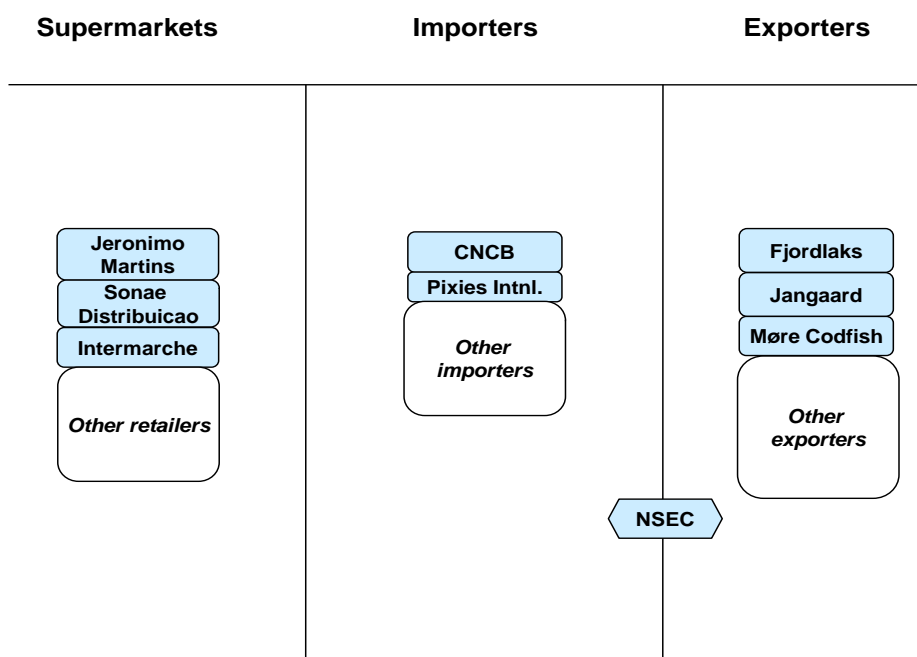 Supermarkets
Importers
Exporters
Jeronimo
Martins
Sonae
Distribuicao
Intermarche
Other retailers
CNCB
Pixies Intnl.
Other
importers
Fjordlaks
Jangaard
Møre Codfish
Other
exporters
NSEC